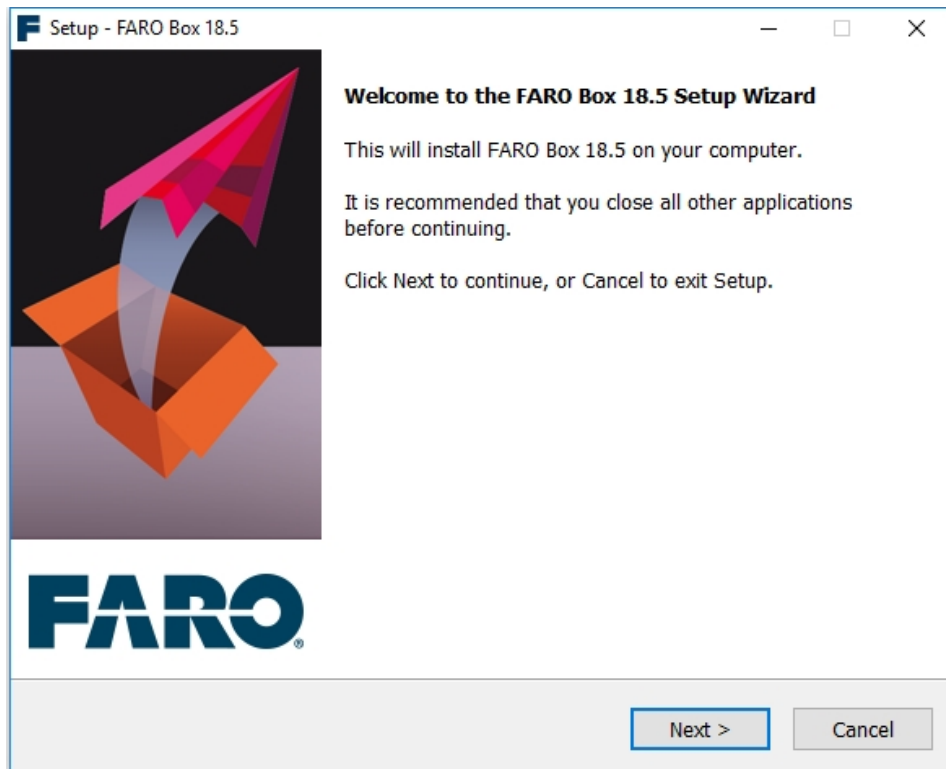 Setup - FARO Box 18.5
Welcome to the FARO Box 18.5 Setup Wizard
This will install FARO Box 18.5 on your computer.
It is recommended that you close all other applications
before continuing.
Click Next to continue, or Cancel to exit Setup.
FARO®
Next >
Cancel